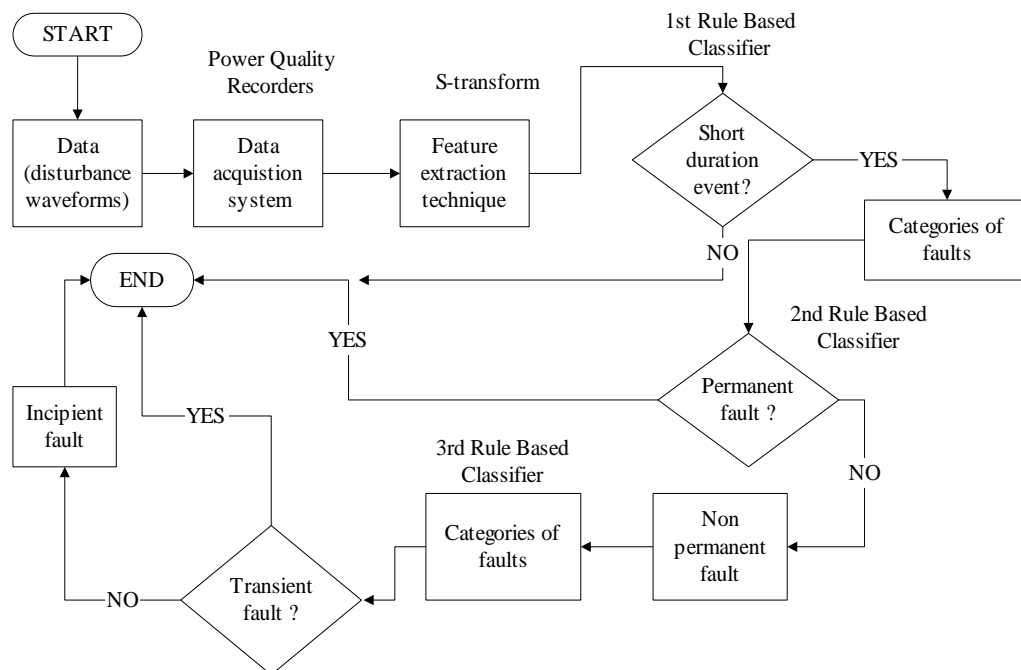 START
Power Quality
Recorders
S-transform
1st Rule Based
Classifier
Data
(disturbance
waveforms)
Data
acquistion
system
Feature
extraction
technique
Short
duration
event?
YES
NO
Categories of
faults
END
2nd Rule Based
Classifier
YES
Permanent
fault ?
NO
Incipient
fault
YES
3rd Rule Based
Classifier
Categories of
faults
Non
permanent
fault
Transient
fault ?
NO